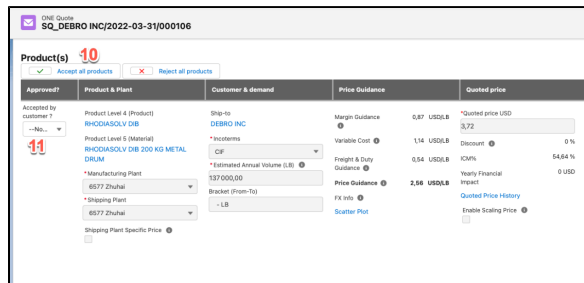 ONE Quote
SQ_DEBRO INC/2022-03-31/000106
Product(s) 10
Accept all products
Reject all products
Approved?
Product & Plant
Customer & demand
Price Guidance
Quoted price
Accepted by customer ?
--No...
11
Product Level 4 (Product)
RHODIASOLV DIB
Product Level 5 (Material)
RHODIASOLV DIB 200 KG METAL
DRUM
*Manufacturing Plant
6577 Zhuhai
*Shipping Plant
6577 Zhuhai
Shipping Plant Specific Price
Ship-to
DEBRO INC
*Incoterms
CIF
*Estimated Annual Volume (LB)
137 000,00
Bracket (From-To)
- LB
Margin Guidance 0,87 USD/LB
Variable Cost 1,14 USD/LB
Freight & Duty 0,54 USD/LB
Guidance
Price Guidance 2,56 USD/LB
FX Info
Scatter Plot
*Quoted price USD
3,72
Discount 0 %
ICM% 54,64 %
Yearly Financial 0 USD
Impact
Quoted Price History
Enable Scaling Price